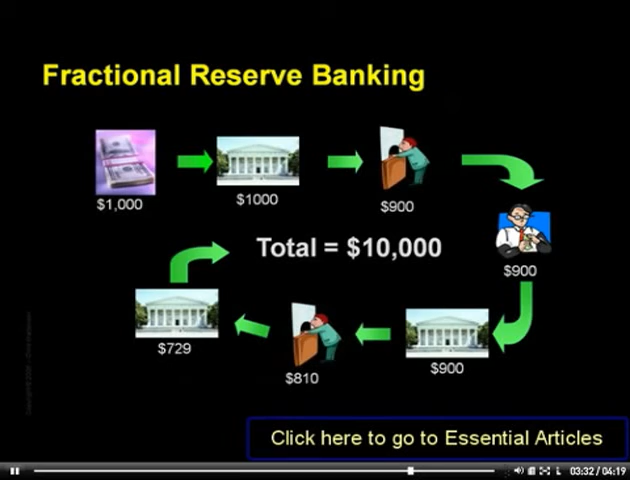 Fractional Reserve Banking
$1,000
$1000
$900
$900
Total = $10,000
$729
$810
$900
Click here to go to Essential Articles
03:32 / 04:19